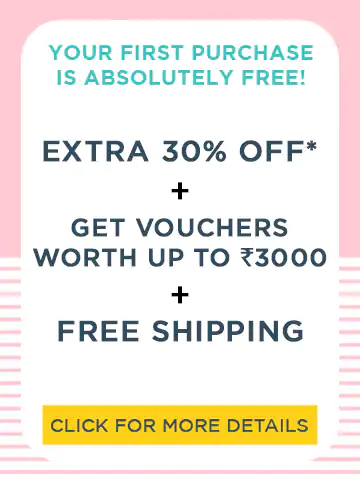 YOUR FIRST PURCHASE
IS ABSOLUTELY FREE!
EXTRA 30% OFF*
+
GET VOUCHERS
WORTH UP TO ₹3000
+
FREE SHIPPING
CLICK FOR MORE DETAILS